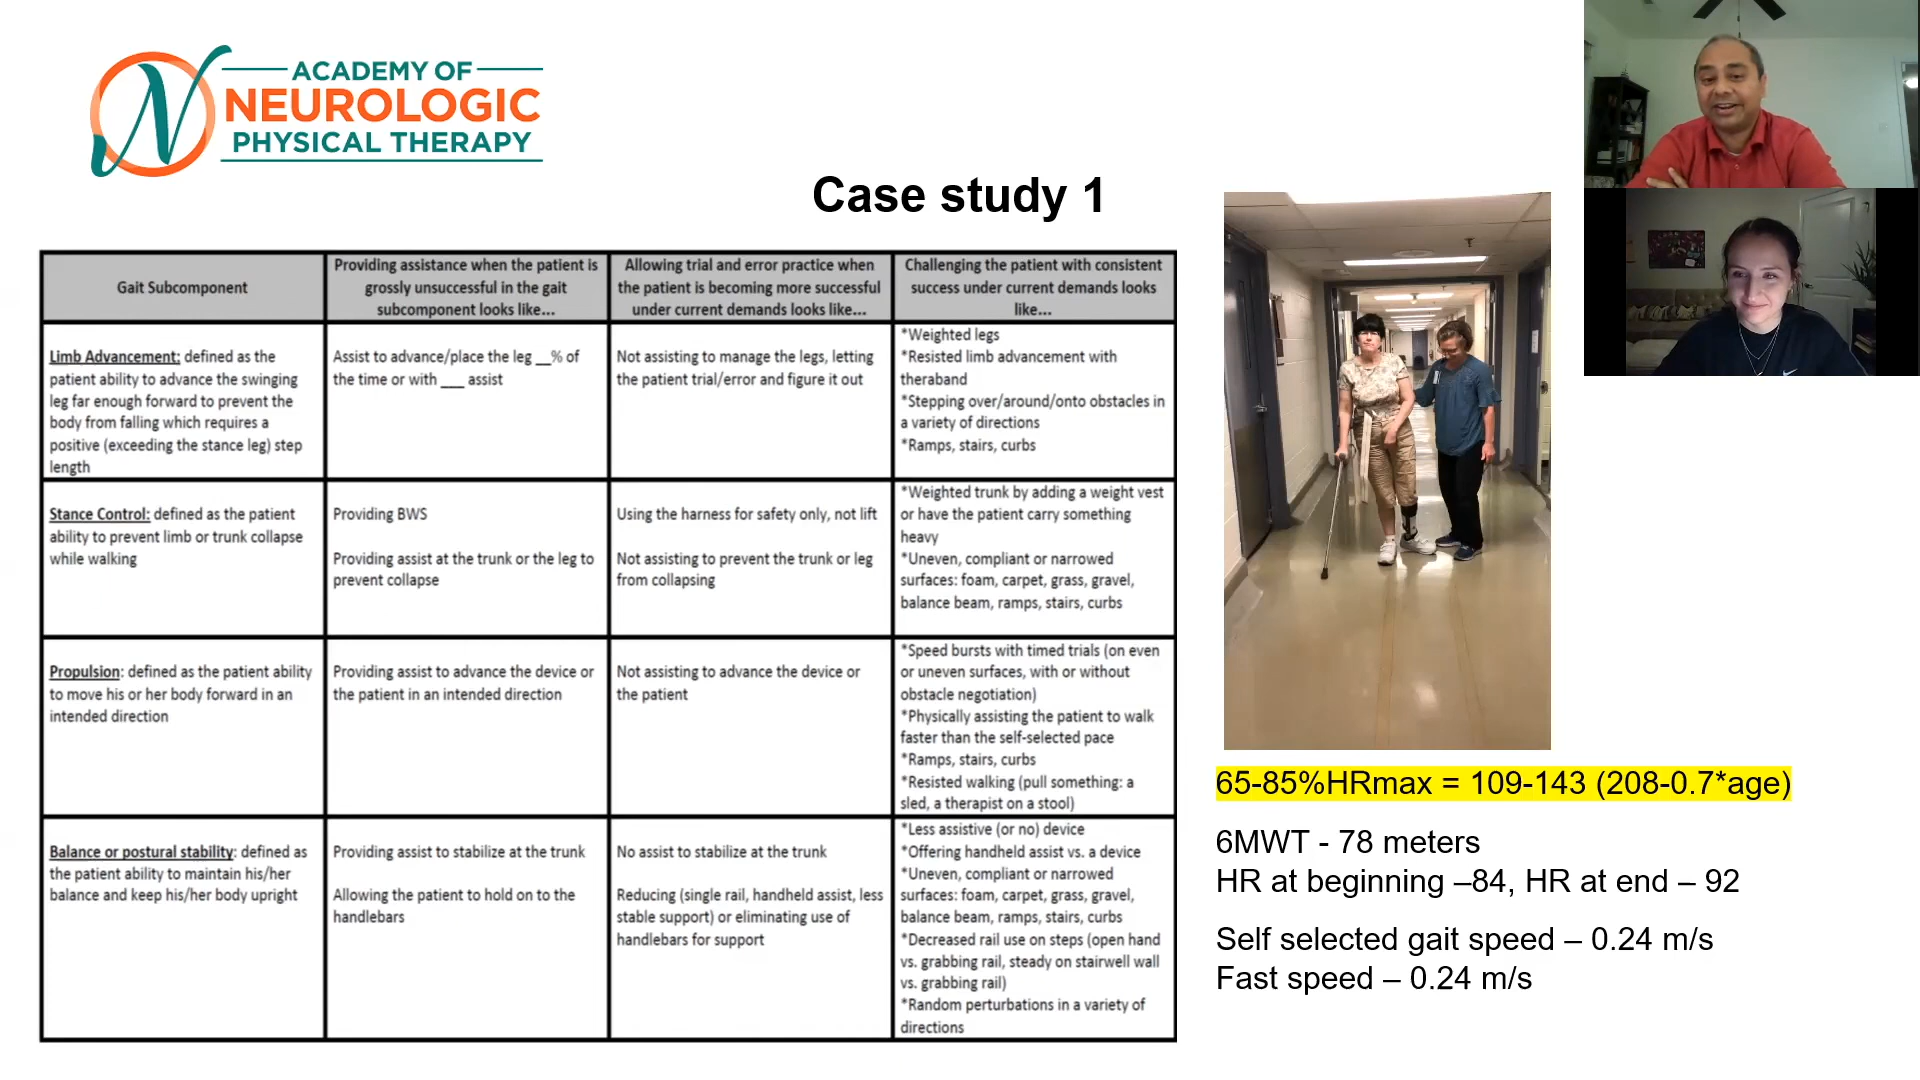 ACADEMY OF
NEUROLOGIC
PHYSICAL THERAPY
Case study 1
Gait Subcomponent
Providing assistance when the patient is
grossly unsuccessful in the gait
subcomponent looks like...
Allowing trial and error practice when
the patient is becoming more successful
under current demands looks like...
Challenging the patient with consistent
success under current demands looks
like...
Limb Advancement: defined as the
patient ability to advance the swinging
leg far enough forward to prevent the
body from falling which requires a
positive (exceeding the stance leg) step
length
Assist to advance/place the leg __% of
the time or with ___ assist
Not assisting to manage the legs, letting
the patient trial/error and figure it out
*Weighted legs
*Resisted limb advancement with
theraband
*Stepping over/around/onto obstacles in
a variety of directions
*Ramps, stairs, curbs
Stance Control: defined as the patient
ability to prevent limb or trunk collapse
while walking
Providing BWS
Providing assist at the trunk or the leg to
prevent collapse
Using the harness for safety only, not lift
Not assisting to prevent the trunk or leg
from collapsing
*Weighted trunk by adding a weight vest
or have the patient carry something
heavy
*Uneven, compliant or narrowed
surfaces: foam, carpet, grass, gravel,
balance beam, ramps, stairs, curbs
Propulsion: defined as the patient ability
to move his or her body forward in an
intended direction
Providing assist to advance the device or
the patient in an intended direction
Not assisting to advance the device or
the patient
*Speed bursts with timed trials (on even
or uneven surfaces, with or without
obstacle negotiation)
*Physically assisting the patient to walk
faster than the self-selected pace
*Ramps, stairs, curbs
*Resisted walking (pull something: a
sled, a therapist on a stool)
Balance or postural stability: defined as
the patient ability to maintain his/her
balance and keep his/her body upright
Providing assist to stabilize at the trunk
Allowing the patient to hold on to the
handlebars
No assist to stabilize at the trunk
Reducing (single rail, handheld assist, less
stable support) or eliminating use of
handlebars for support
*Less assistive (or no) device
*Offering handheld assist vs. a device
*Uneven, compliant or narrowed
surfaces: foam, carpet, grass, gravel,
balance beam, ramps, stairs, curbs
*Decreased rail use on steps (open hand
vs. grabbing rail, steady on stairwell wall
vs. grabbing rail)
*Random perturbations in a variety of
directions
65-85%HRmax = 109-143 (208-0.7*age)
6MWT - 78 meters
HR at beginning –84, HR at end – 92
Self selected gait speed – 0.24 m/s
Fast speed – 0.24 m/s